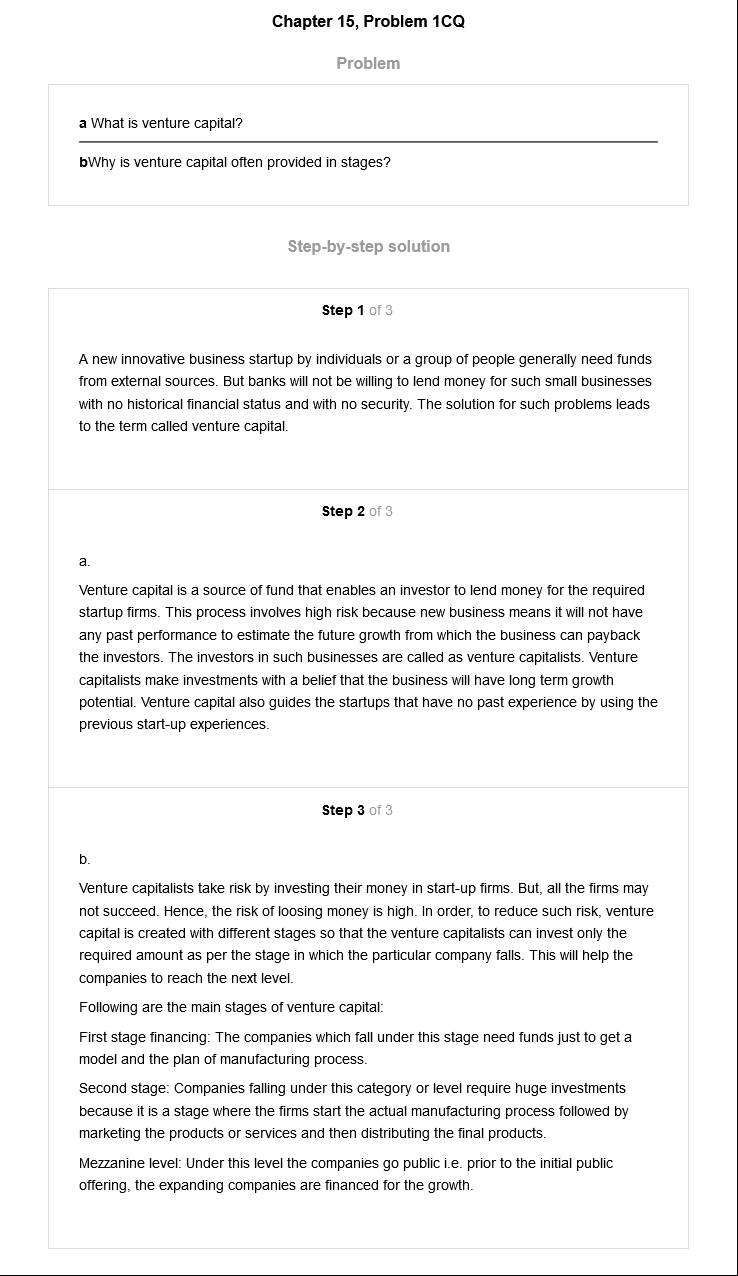 Chapter 15, Problem 1CQ
Problem
a What is venture capital?
bWhy is venture capital often provided in stages?
Step-by-step solution
Step 1 of 3
A new innovative business startup by individuals or a group of people generally need funds
from external sources. But banks will not be willing to lend money for such small businesses
with no historical financial status and with no security. The solution for such problems leads
to the term called venture capital.
Step 2 of 3
a.
Venture capital is a source of fund that enables an investor to lend money for the required
startup firms. This process involves high risk because new business means it will not have
any past performance to estimate the future growth from which the business can payback
the investors. The investors in such businesses are called as venture capitalists. Venture
capitalists make investments with a belief that the business will have long term growth
potential. Venture capital also guides the startups that have no past experience by using the
previous start-up experiences.
Step 3 of 3
b.
Venture capitalists take risk by investing their money in start-up firms. But, all the firms may
not succeed. Hence, the risk of loosing money is high. In order, to reduce such risk, venture
capital is created with different stages so that the venture capitalists can invest only the
required amount as per the stage in which the particular company falls. This will help the
companies to reach the next level.
Following are the main stages of venture capital:
First stage financing: The companies which fall under this stage need funds just to get a
model and the plan of manufacturing process.
Second stage: Companies falling under this category or level require huge investments
because it is a stage where the firms start the actual manufacturing process followed by
marketing the products or services and then distributing the final products.
Mezzanine level: Under this level the companies go public i.e. prior to the initial public
offering, the expanding companies are financed for the growth.